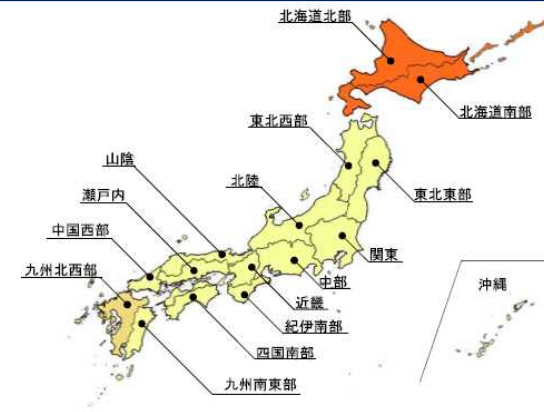 北海道北部
北海道南部
東北西部
山陰
北陸
東北東部
瀬戸内
中国西部
関東
九州北西部
中部
沖縄
近畿
紀伊南部
四国南部
九州南東部